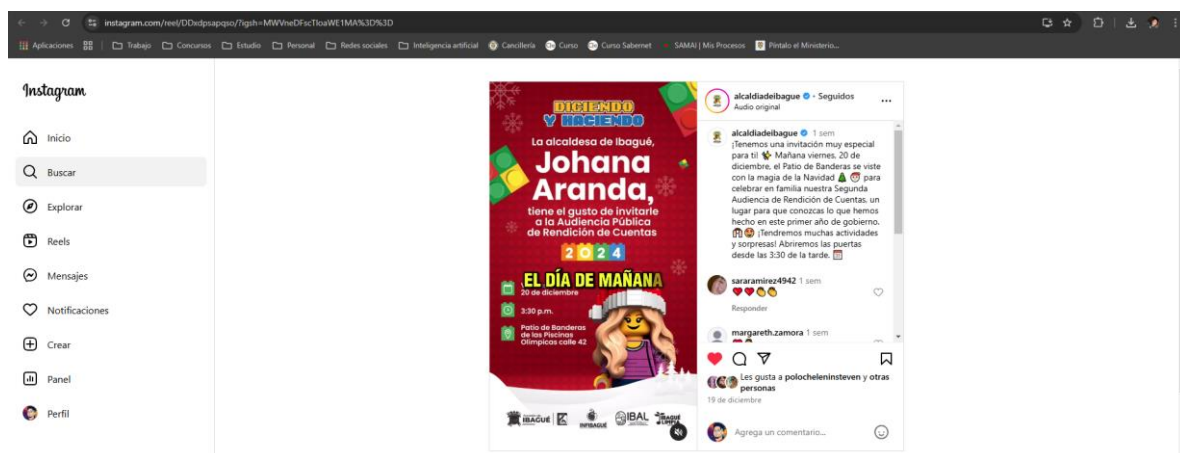 instagram.com/reel/DDxdpsapqso/?igsh=MWVneDFscTloaWE1MA%3D%3D
Aplicaciones
Trabajo
Concursos
Estudio
Personal
Redes sociales
Inteligencia artificial
Cancillería
Curso
Curso Sabernet
SAMAI | Mis Procesos
Píntalo el Ministerio...
Instagram
Inicio
Buscar
Explorar
Reels
Mensajes
Notificaciones
Crear
Panel
Perfil
DICIENDO
Y HACIENDO
La alcaldesa de Ibagué,
Johana
Aranda,
tiene el gusto de invitarle
a la Audiencia Pública
de Rendición de Cuentas
2024
EL DÍA DE MAÑANA
20 de diciembre
3:30 p.m.
Patio de Banderas
de las Piscinas
Olímpicas calle 42
IBAGUÉ
INFIBAGUÉ
IBAL
IBAGUÉ
LIMPIA
alcaldiadeibague • Seguidos
Audio original
alcaldiadeibague 1 sem
¡Tenemos una invitación muy especial
para ti! Mañana viernes, 20 de
diciembre, el Patio de Banderas se viste
con la magia de la Navidad 🎄 🎅 para
celebrar en familia nuestra Segunda
Audiencia de Rendición de Cuentas, un
lugar para que conozcas lo que hemos
hecho en este primer año de gobierno.
¡Tendremos muchas actividades
y sorpresas! Abriremos las puertas
desde las 3:30 de la tarde.
sararamirez4942 1 sem
❤️❤️👏👏
Responder
margareth.zamora 1 sem
Les gusta a polocheleninsteven y otras
personas
19 de diciembre
Agrega un comentario...